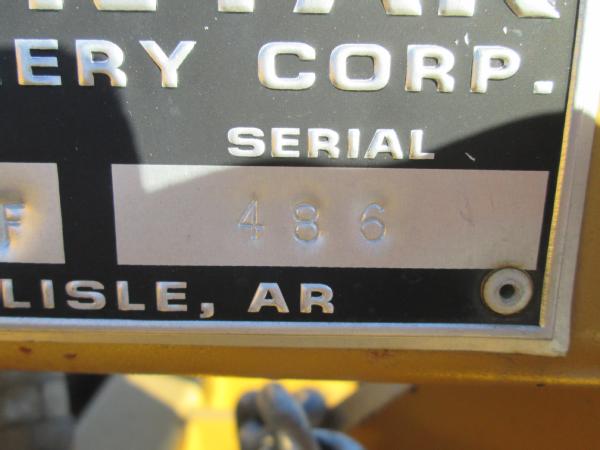 ERY CORP.
SERIAL
F 486
LISLE, AR